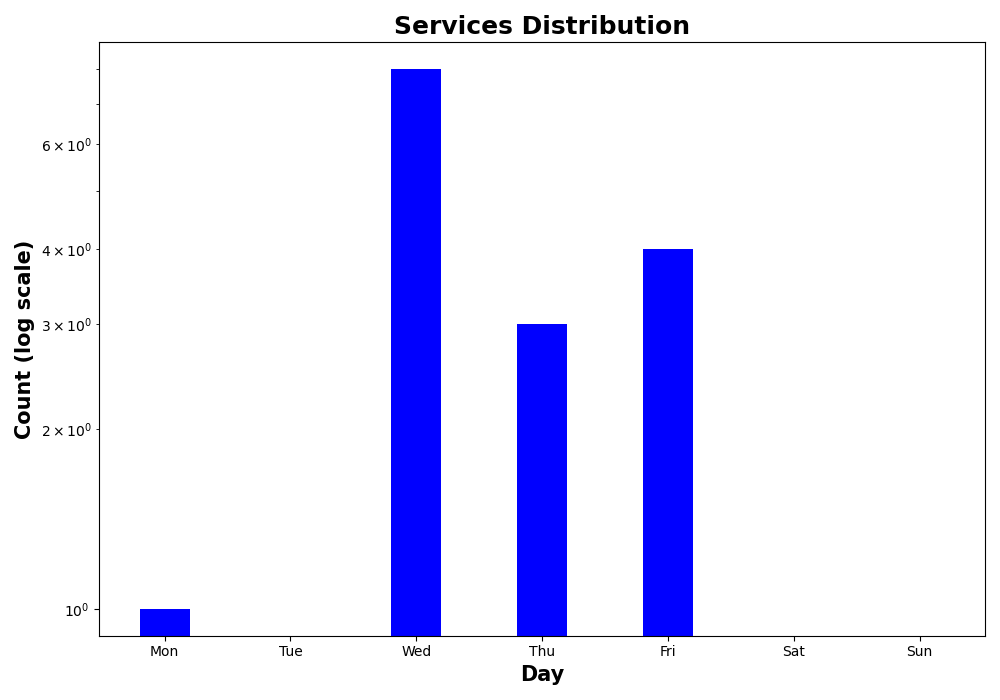 Services Distribution
6 × 10⁰
4 × 10⁰
3 × 10⁰
2 × 10⁰
10⁰
Count (log scale)
Mon Tue Wed Thu Fri Sat Sun
Day